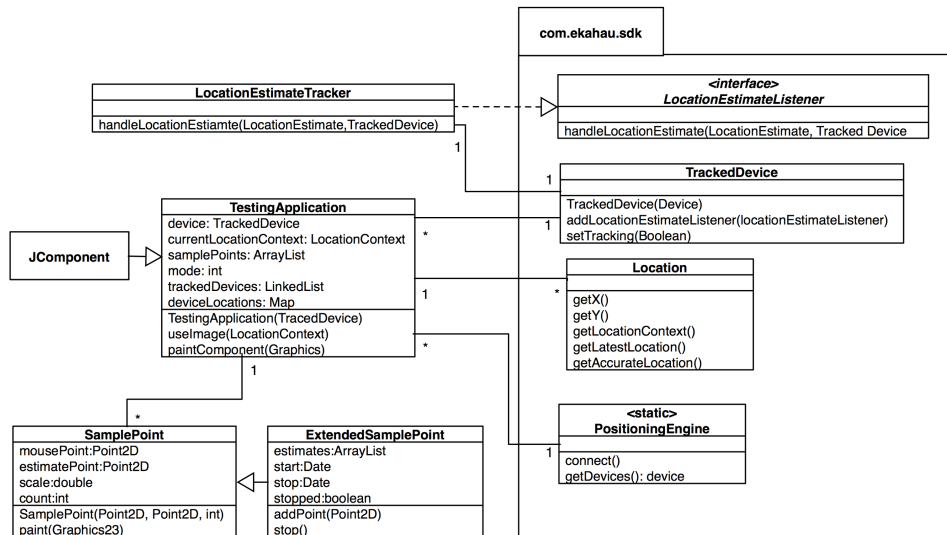 com.ekahau.sdk
LocationEstimateTracker
handleLocationEstiamte(LocationEstimate,TrackedDevice)
<interface>
LocationEstimateListener
handleLocationEstimate(LocationEstimate, Tracked Device
1
1
TrackedDevice
TrackedDevice(Device)
addLocationEstimateListener(locationEstimateListener)
setTracking(Boolean)
TestingApplication
device: TrackedDevice
currentLocationContext: LocationContext
samplePoints: ArrayList
mode: int
trackedDevices: LinkedList
deviceLocations: Map
TestingApplication(TracedDevice)
useImage(LocationContext)
paintComponent(Graphics)
*
1
JComponent
Location
getX()
getY()
getLocationContext()
getLatestLocation()
getAccurateLocation()
1
*
*
1
1
*
<static>
PositioningEngine
connect()
getDevices(): device
SamplePoint
mousePoint:Point2D
estimatePoint:Point2D
scale:double
count:int
SamplePoint(Point2D, Point2D, int)
paint(Graphics23)
ExtendedSamplePoint
estimates:ArrayList
start:Date
stop:Date
stopped:boolean
addPoint(Point2D)
stop()